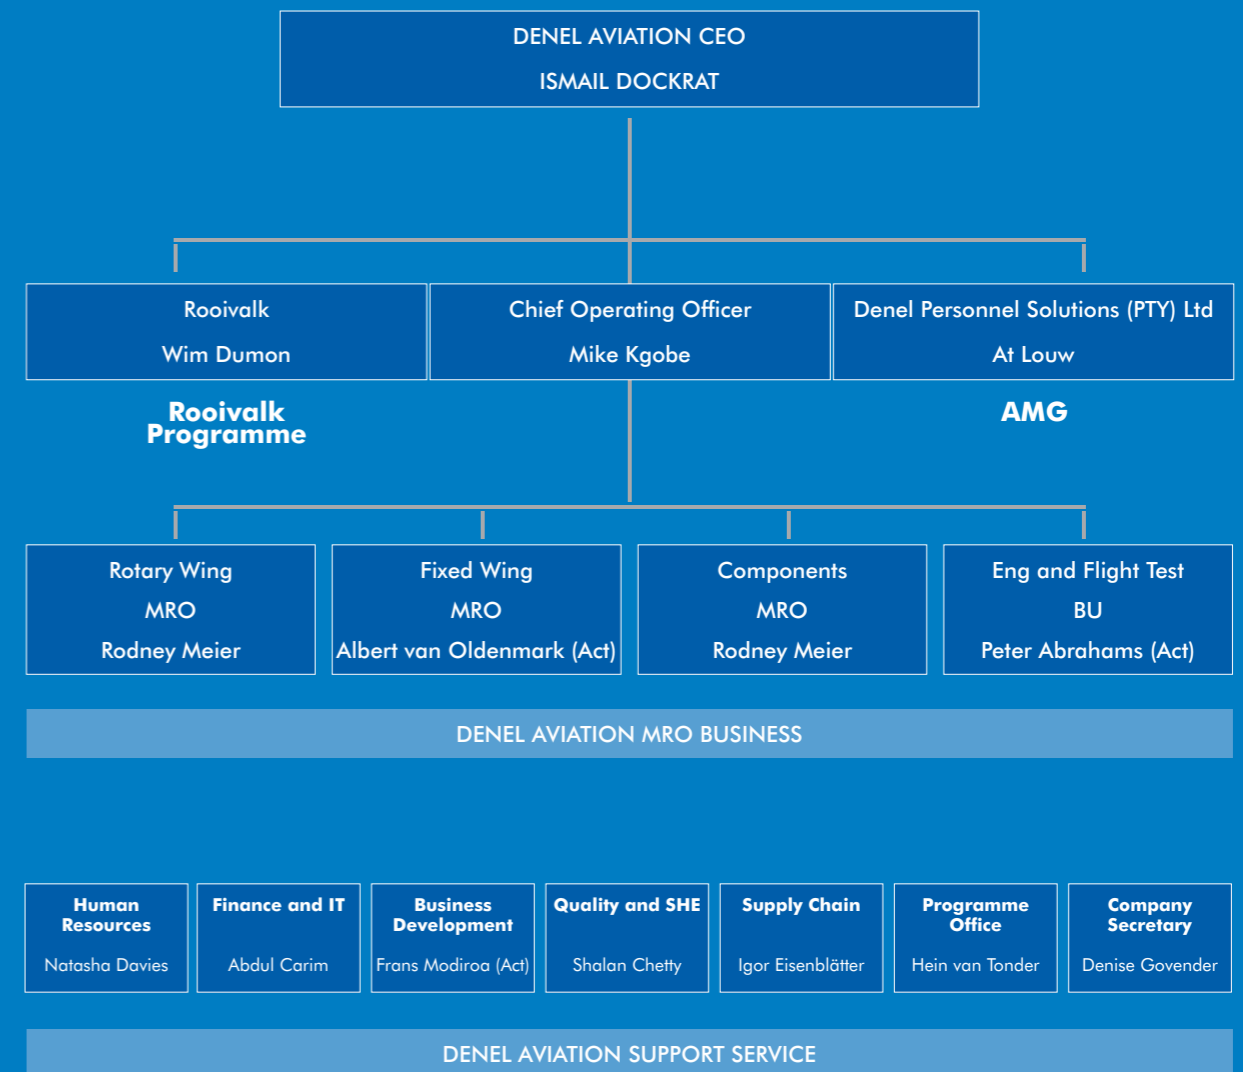 DENEL AVIATION CEO
ISMAIL DOCKRAT
Rooivalk
Wim Dumon
Chief Operating Officer
Mike Kgobe
Denel Personnel Solutions (PTY) Ltd
At Louw
Rooivalk
Programme
AMG
Rotary Wing
MRO
Rodney Meier
Fixed Wing
MRO
Albert van Oldenmark (Act)
Components
MRO
Rodney Meier
Eng and Flight Test
BU
Peter Abrahams (Act)
DENEL AVIATION MRO BUSINESS
Human
Resources
Natasha Davies
Finance and IT
Abdul Carim
Business
Development
Frans Modiroa (Act)
Quality and SHE
Shalan Chetty
Supply Chain
Igor Eisenblätter
Programme
Office
Hein van Tonder
Company
Secretary
Denise Govender
DENEL AVIATION SUPPORT SERVICE